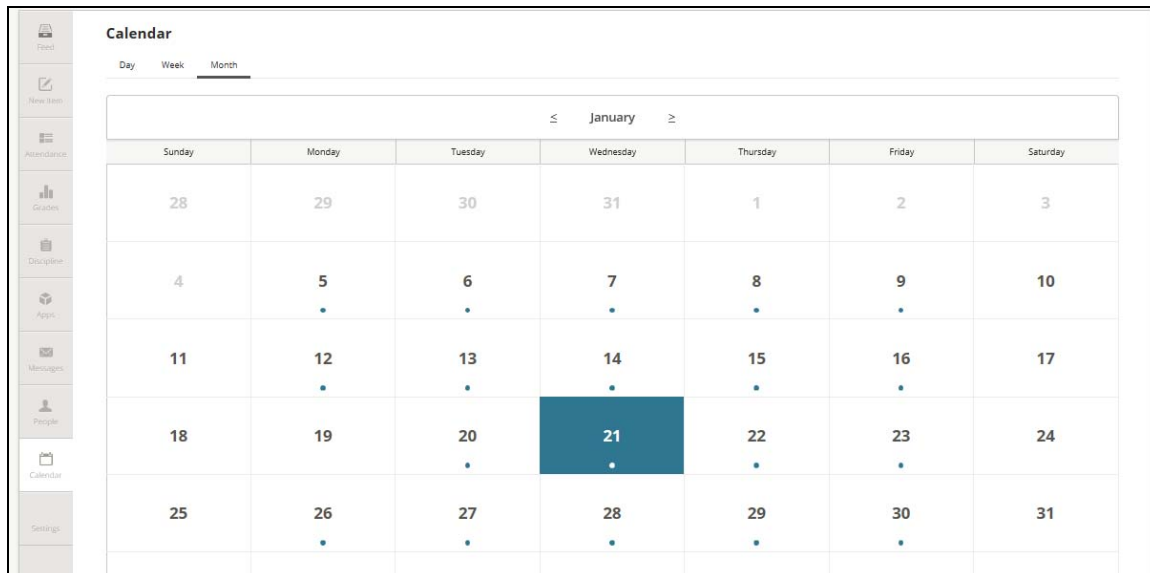 Feed
New Item
Attendance
Grades
Discipline
Apps
Messages
People
Calendar
Settings
Calendar
Day Week Month
< January >
Sunday Monday Tuesday Wednesday Thursday Friday Saturday
28 29 30 31 1 2 3
4 5 6 7 8 9 10
11 12 13 14 15 16 17
18 19 20 21 22 23 24
25 26 27 28 29 30 31